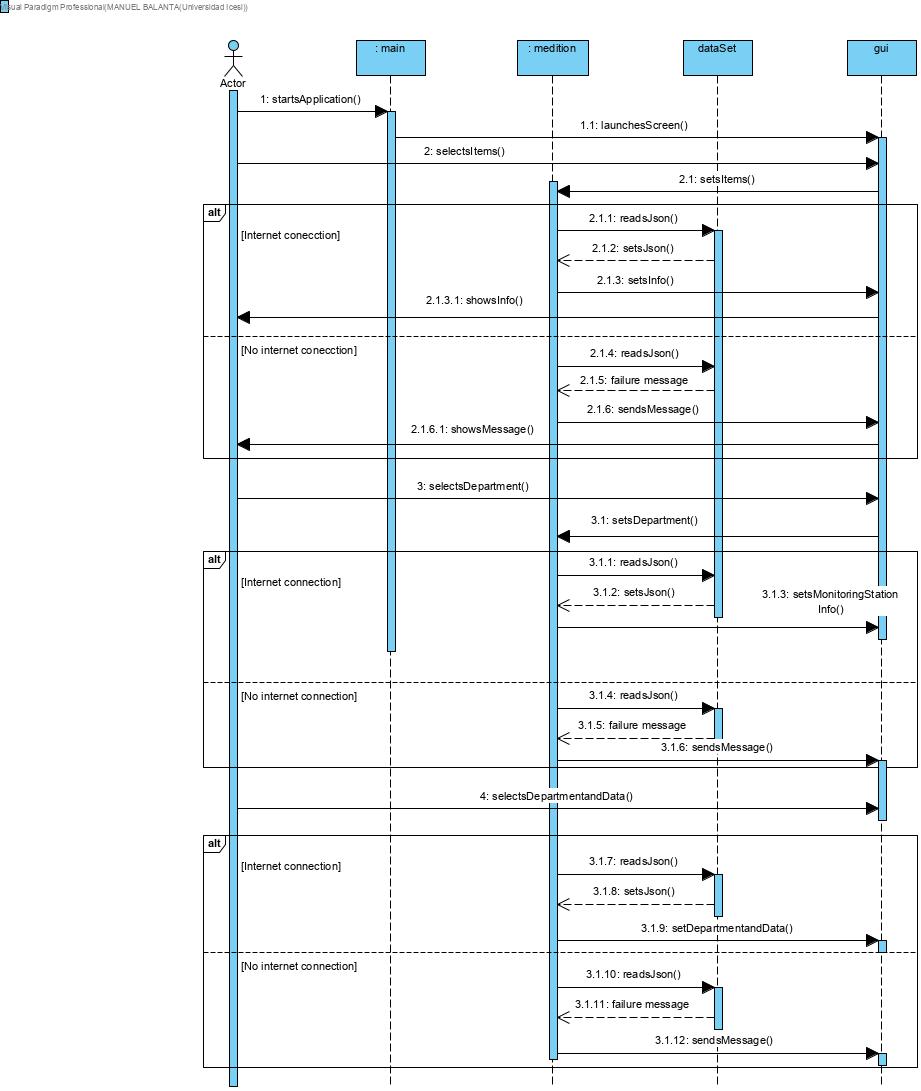 Visual Paradigm Professional(MANUEL BALANTA(Universidad Icesi))
: main
: medition
dataSet
gui
Actor
1: startsApplication()
1.1: launchesScreen()
2: selectsItems()
2.1: setsItems()
alt
2.1.1: readsJson()
[Internet conecction]
2.1.2: setsJson()
2.1.3: setsInfo()
2.1.3.1: showsInfo()
[No internet conecction]
2.1.4: readsJson()
2.1.5: failure message
2.1.6: sendsMessage()
2.1.6.1: showsMessage()
3: selectsDepartment()
3.1: setsDepartment()
alt
3.1.1: readsJson()
[Internet connection]
3.1.2: setsJson()
3.1.3: setsMonitoringStation
Info()
[No internet connection]
3.1.4: readsJson()
3.1.5: failure message
3.1.6: sendsMessage()
4: selectsDepartmentandData()
alt
[Internet connection]
3.1.7: readsJson()
3.1.8: setsJson()
3.1.9: setDepartmentandData()
[No internet connection]
3.1.10: readsJson()
3.1.11: failure message
3.1.12: sendsMessage()